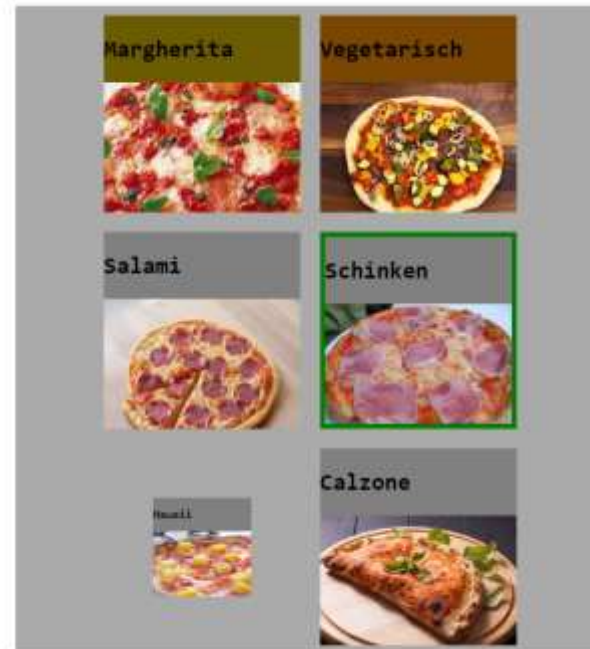 Margherita
Vegetarisch
Salami
Schinken
Hawaii
Calzone